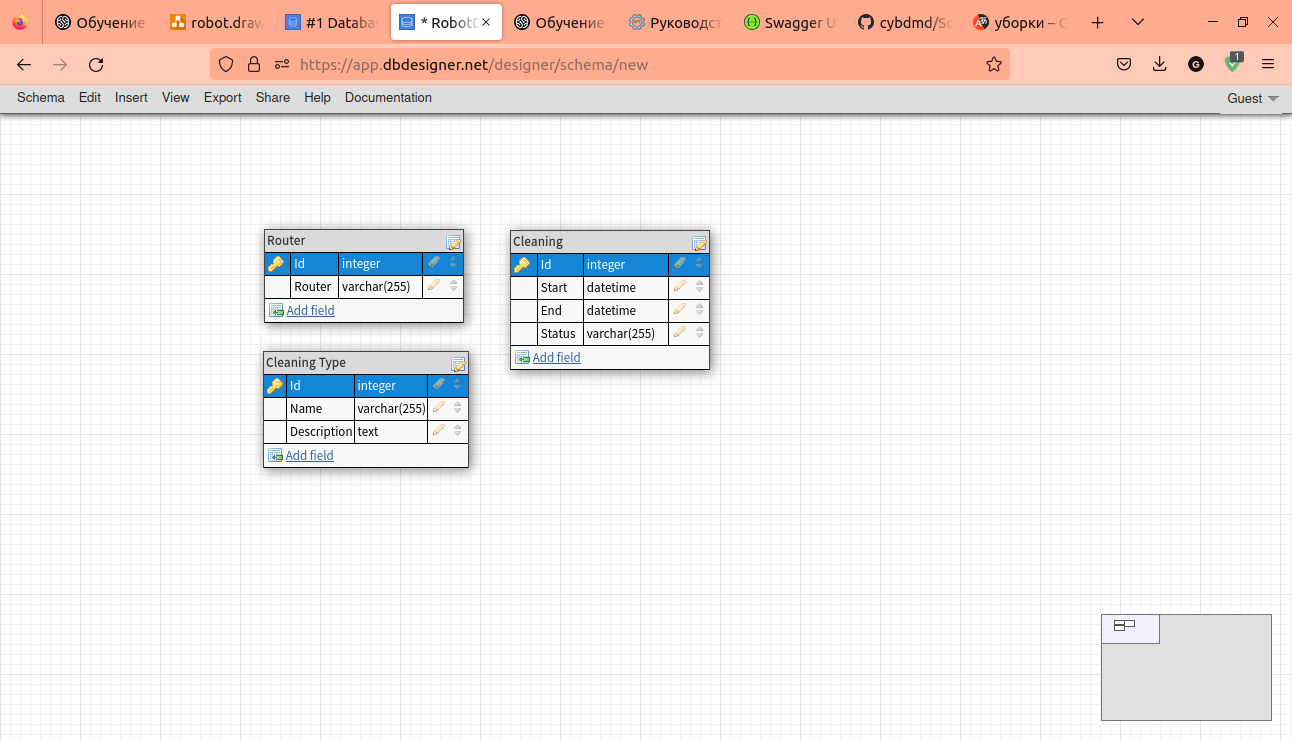 Обучение
robot.draw
#1 Databa
* RobotD
Обучение
Руководст
Swagger U
cybdmd/Sc
уборки – С
https://app.dbdesigner.net/designer/schema/new
G
1
Schema Edit Insert View Export Share Help Documentation
Guest
Router
Id integer
Router varchar(255)
Add field
Cleaning
Id integer
Start datetime
End datetime
Status varchar(255)
Add field
Cleaning Type
Id integer
Name varchar(255)
Description text
Add field